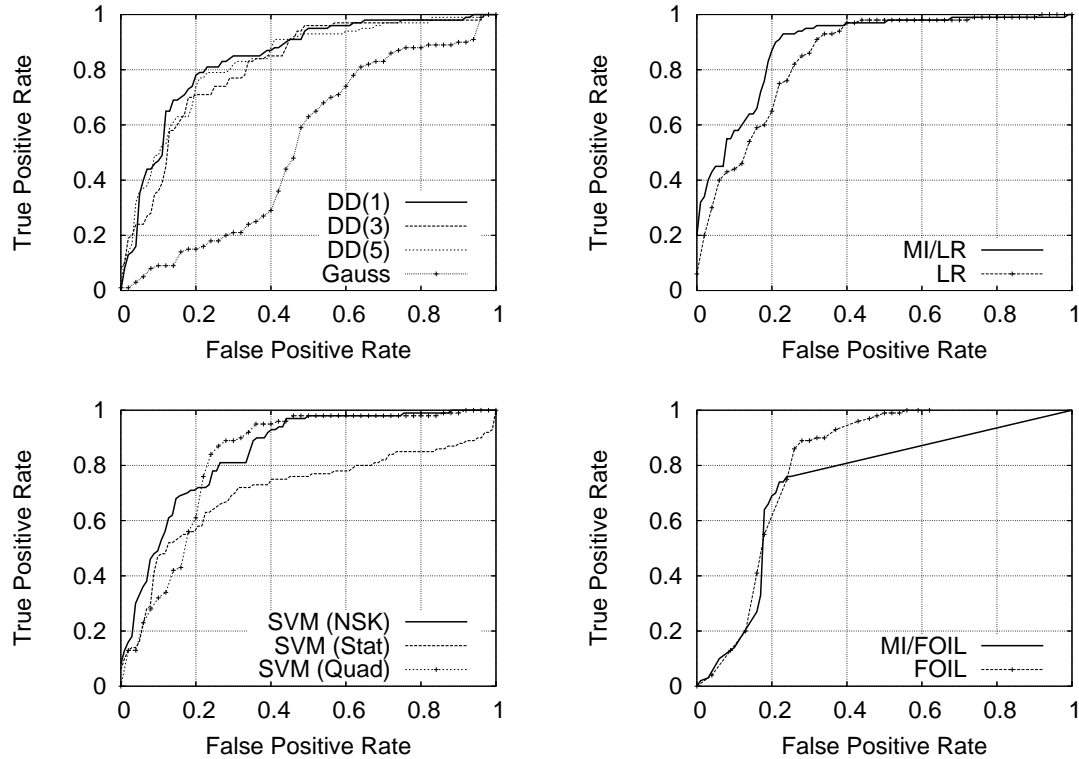 1
0.8
0.6
0.4
0.2
0
True Positive Rate
DD(1)
DD(3)
DD(5)
Gauss
0 0.2 0.4 0.6 0.8 1
False Positive Rate
1
0.8
0.6
0.4
0.2
0
True Positive Rate
MI/LR
LR
0 0.2 0.4 0.6 0.8 1
False Positive Rate
1
0.8
0.6
0.4
0.2
0
True Positive Rate
SVM (NSK)
SVM (Stat)
SVM (Quad)
0 0.2 0.4 0.6 0.8 1
False Positive Rate
1
0.8
0.6
0.4
0.2
0
True Positive Rate
MI/FOIL
FOIL
0 0.2 0.4 0.6 0.8 1
False Positive Rate